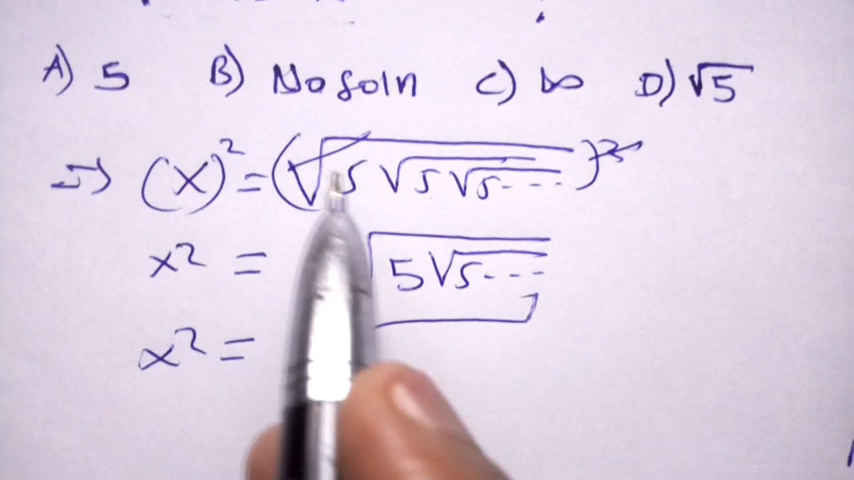 A) 5 B) No soln C) ∞ D) √5
=> (x)² = (√5√5√5---)²
x² = √5√5---
x² =